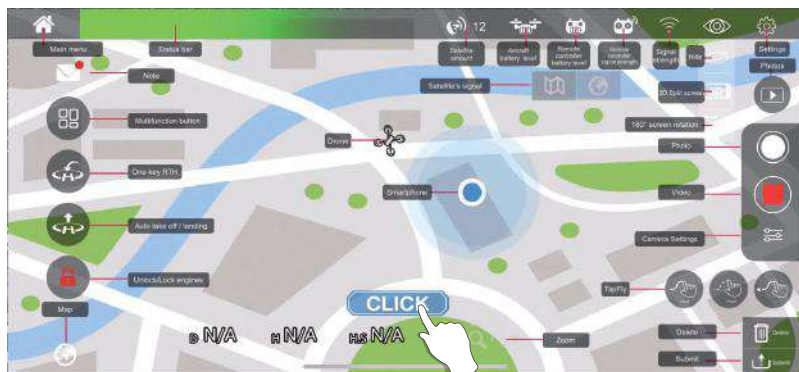 12
Main menu
Status bar
Satellite
amount
Aircraft
battery level
Remote
controller
battery level
Remote
controller
signal strength
Signal
strength
Hide
Settings
Note
Photos
Satellite's signal
3D Split screen
Multifunction button
180° screen rotation
Drone
Photo
One-key RTH
Smartphone
Video
Auto take off / landing
Camera Settings
Unlock/Lock engines
TapFly
Map
CLICK
D N/A
H N/A
H.S N/A
Zoom
Delete
Delete
Submit
Submit